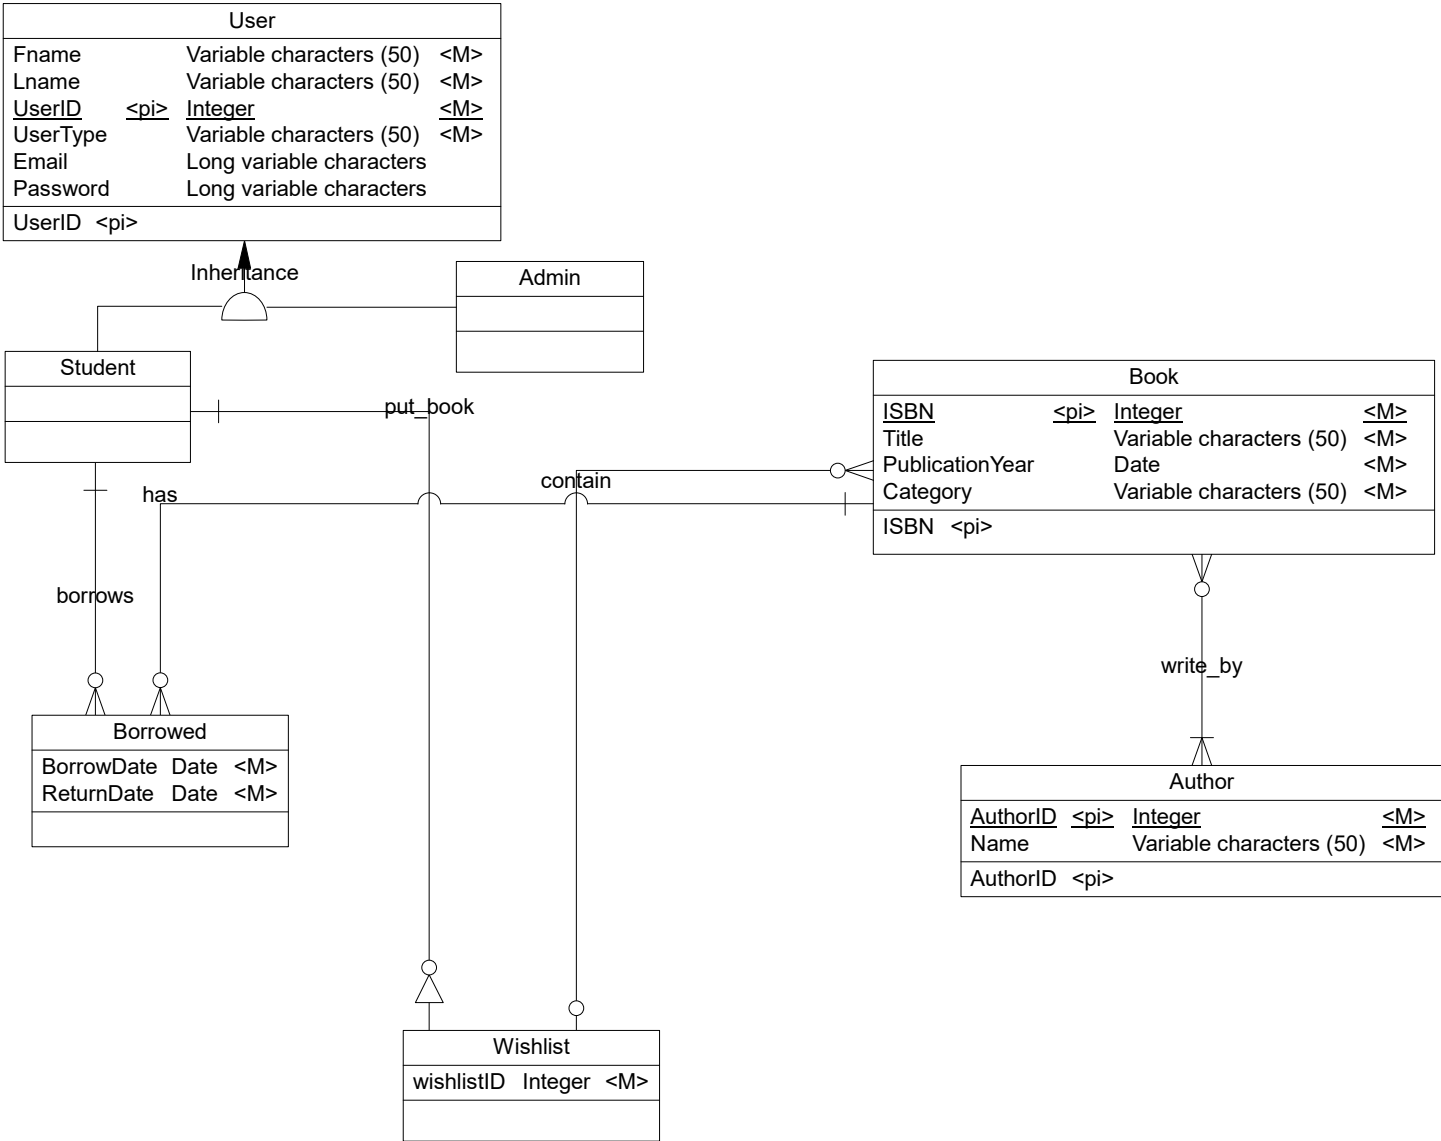 User
Fname Variable characters (50) <M>
Lname Variable characters (50) <M>
UserID <pi> Integer <M>
UserType Variable characters (50) <M>
Email Long variable characters
Password Long variable characters
UserID <pi>
Inheritance
Admin
Student
put_book
Book
ISBN <pi> Integer <M>
Title Variable characters (50) <M>
PublicationYear Date <M>
Category Variable characters (50) <M>
ISBN <pi>
contain
has
borrows
write_by
Borrowed
BorrowDate Date <M>
ReturnDate Date <M>
Author
AuthorID <pi> Integer <M>
Name Variable characters (50) <M>
AuthorID <pi>
Wishlist
wishlistID Integer <M>